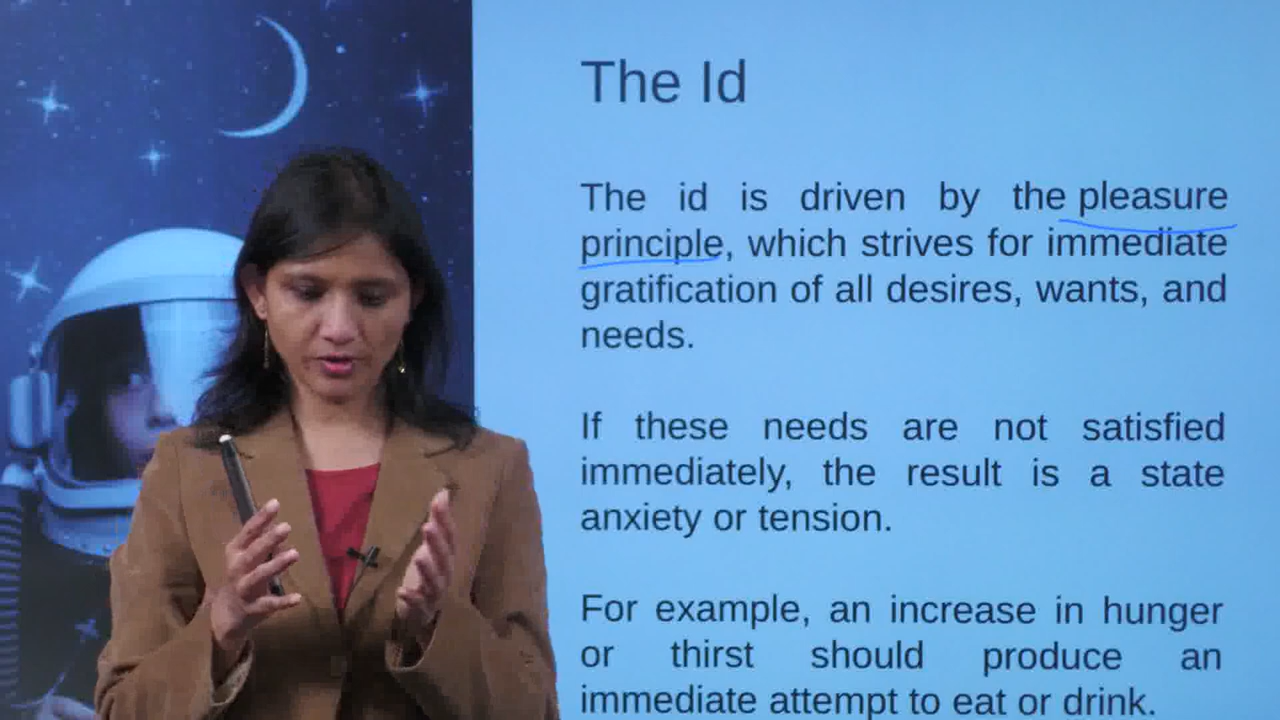 The Id
The id is driven by the pleasure
principle, which strives for immediate
gratification of all desires, wants, and
needs.
If these needs are not satisfied
immediately, the result is a state
anxiety or tension.
For example, an increase in hunger
or thirst should produce an
immediate attempt to eat or drink.